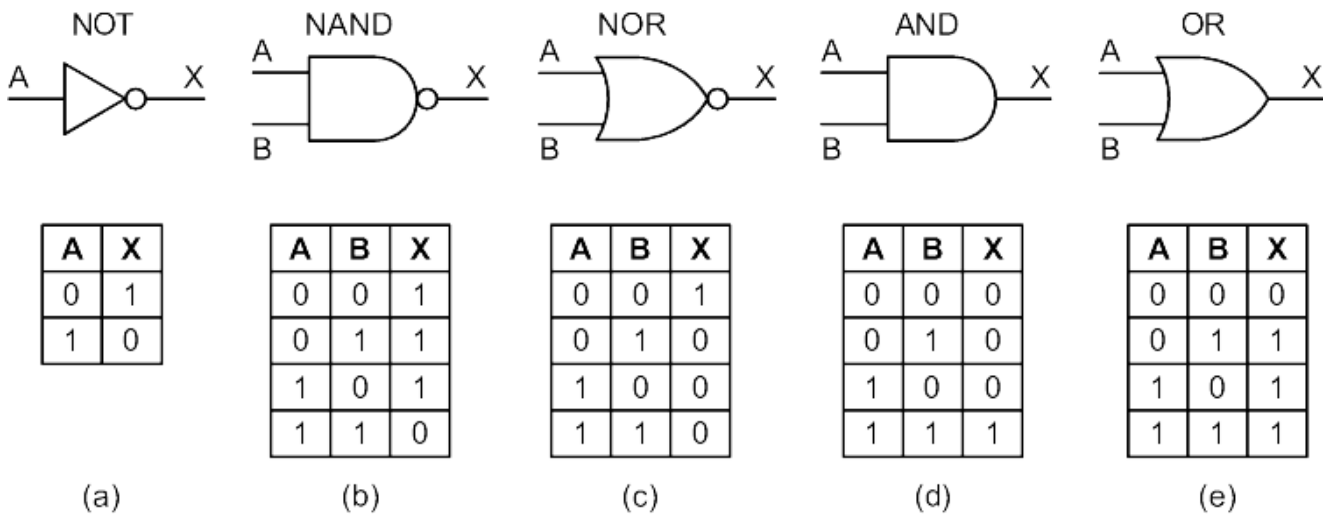 NOT NAND NOR AND OR
A X A B X A B X A B X A B X
A X A B X A B X A B X A B X
0 1 0 0 1 0 0 1 0 0 0 0 0 0
1 0 0 1 1 0 1 0 0 1 0 0 1 1
1 0 1 1 0 0 1 0 0 1 0 1
1 1 0 1 1 0 1 1 1 1 1 1
(a) (b) (c) (d) (e)